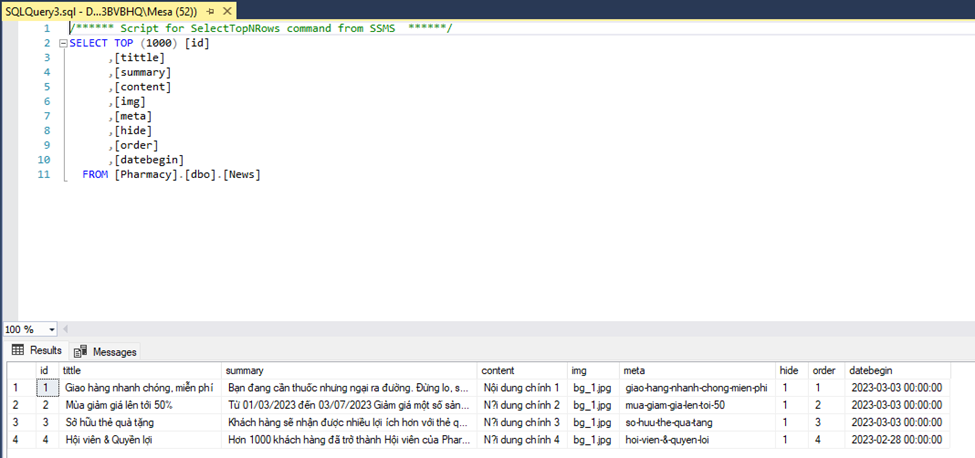 SQLQuery3.sql - D...3BVBHQ\Mesa (52))
1 /****** Script for SelectTopNRows command from SSMS ******/
2 SELECT TOP (1000) [id]
3 ,[tittle]
4 ,[summary]
5 ,[content]
6 ,[img]
7 ,[meta]
8 ,[hide]
9 ,[order]
10 ,[datebegin]
11 FROM [Pharmacy].[dbo].[News]
100 %
Results Messages
id tittle summary content img meta hide order datebegin
1 1 Giao hàng nhanh chóng, miễn phí Bạn đang cần thuốc nhưng ngại ra đường. Đừng lo, s... Nội dung chính 1 bg_1.jpg giao-hang-nhanh-chong-mien-phi 1 1 2023-03-03 00:00:00
2 2 Mùa giảm giá lên tới 50% Từ 01/03/2023 đến 03/07/2023 Giảm giá một số sản... N?i dung chính 2 bg_1.jpg mua-giam-gia-len-toi-50 1 2 2023-03-03 00:00:00
3 3 Sở hữu thẻ quà tặng Khách hàng sẽ nhận được nhiều lợi ích hơn với thẻ q... N?i dung chính 3 bg_1.jpg so-huu-the-qua-tang 1 3 2023-03-03 00:00:00
4 4 Hội viên & Quyền lợi Hơn 1000 khách hàng đã trở thành Hội viên của Phar... N?i dung chính 4 bg_1.jpg hoi-vien-&-quyen-loi 1 4 2023-02-28 00:00:00